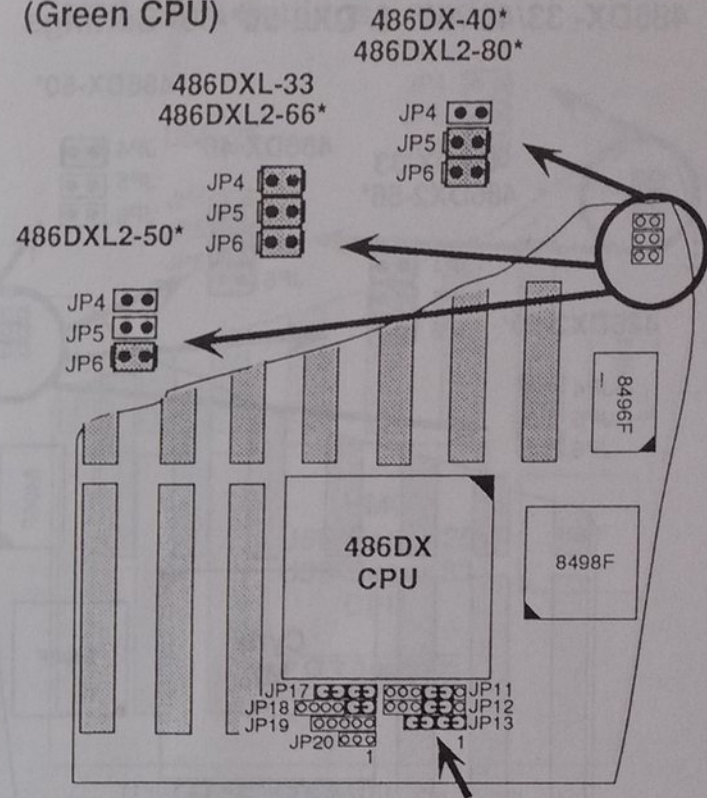 (Green CPU)
486DX-40*
486DXL2-80*
JP4
JP5
JP6
486DXL-33
486DXL2-66*
JP4
JP5
JP6
486DXL2-50*
JP4
JP5
JP6
8496F
486DX
CPU
8498F
JP17
JP11
JP18
JP12
JP19
JP13
JP20
1
1